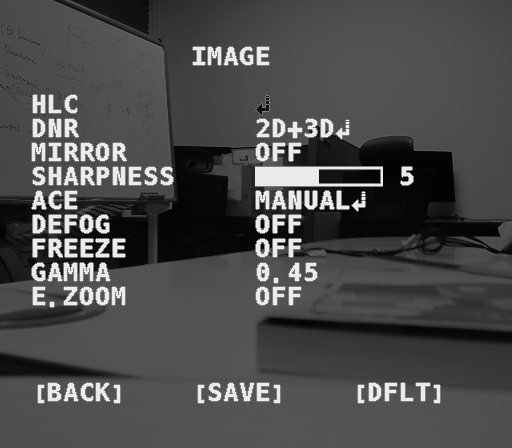 IMAGE
HLC ↲
DNR 2D+3D↲
MIRROR OFF
SHARPNESS 5
ACE MANUAL↲
DEFOG OFF
FREEZE OFF
GAMMA 0.45
E.ZOOM OFF
[BACK] [SAVE] [DFLT]